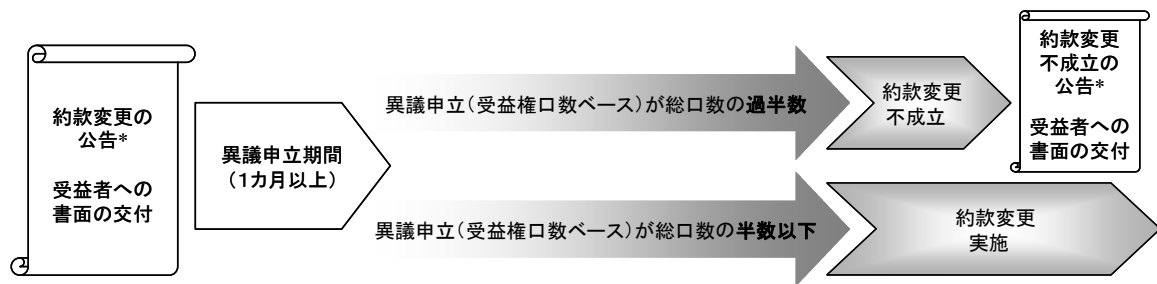 約款変更の
公告*
受益者への
書面の交付
異議申立期間
（1カ月以上）
異議申立（受益権口数ベース）が総口数の過半数
約款変更
不成立
約款変更
不成立の
公告*
受益者への
書面の交付
異議申立（受益権口数ベース）が総口数の半数以下
約款変更
実施